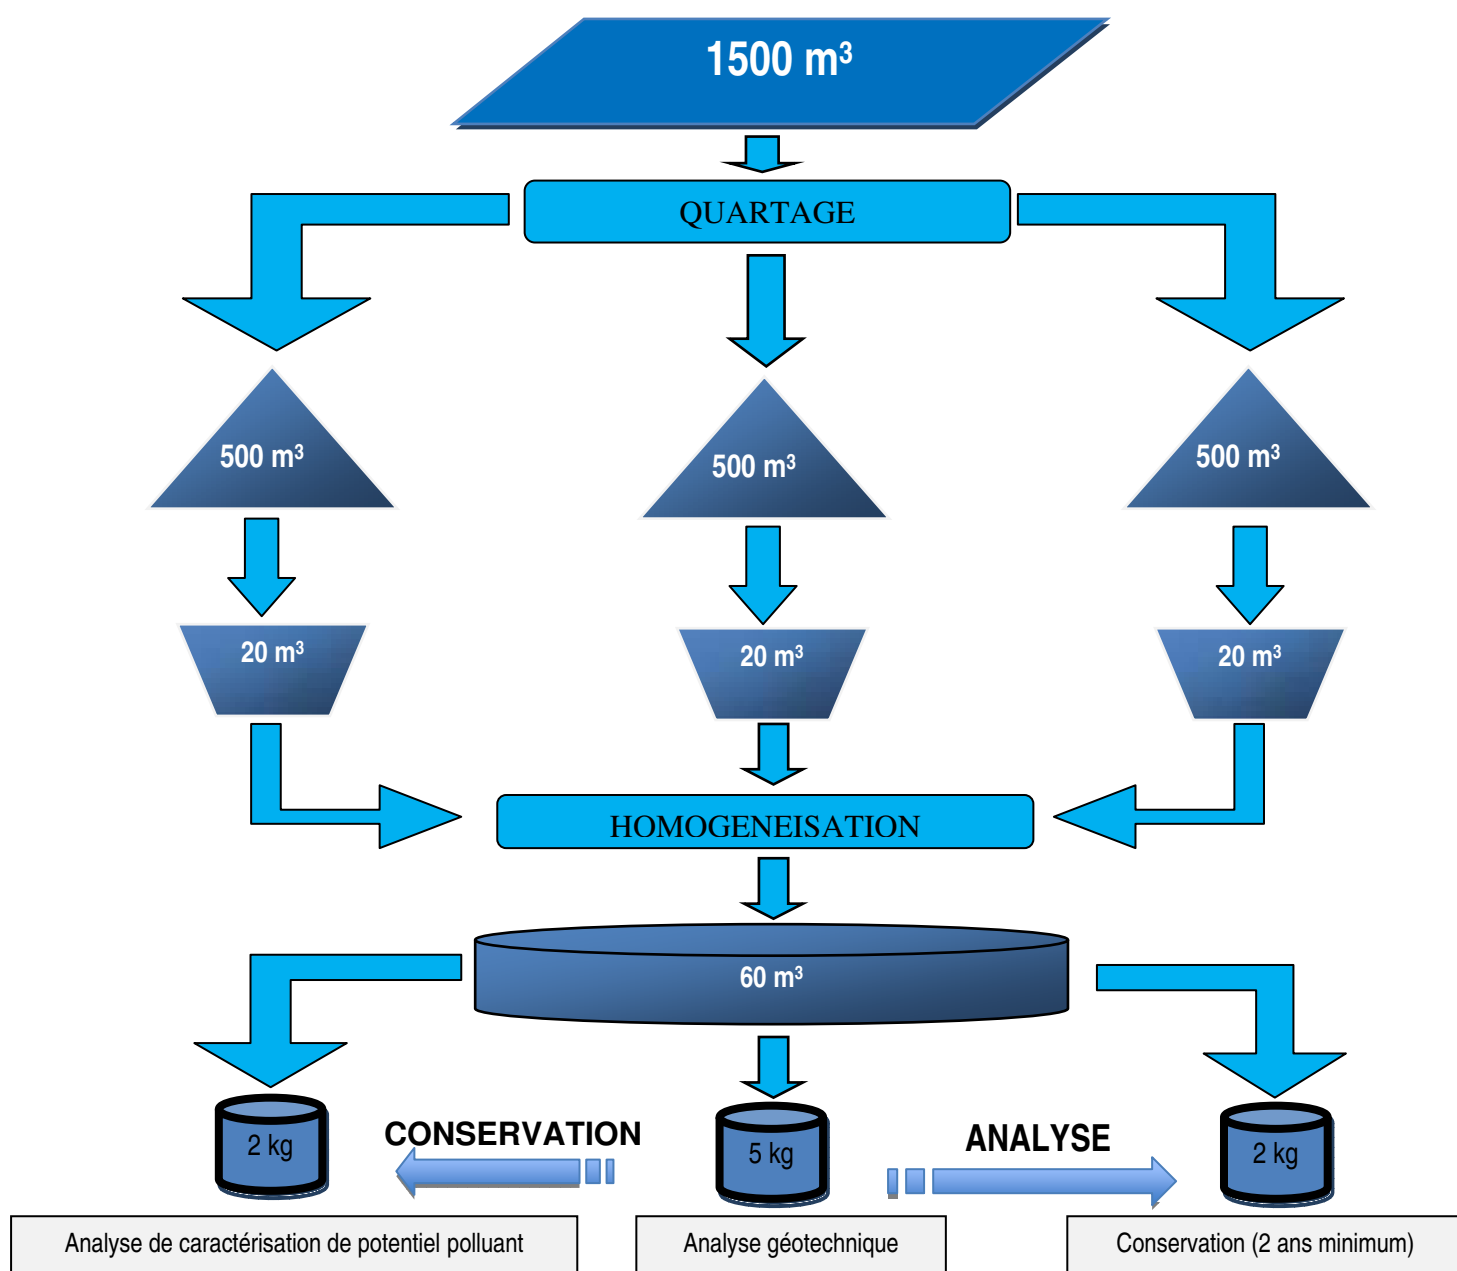 1500 m³
QUARTAGE
500 m³
500 m³
500 m³
20 m³
20 m³
20 m³
HOMOGENEISATION
60 m³
2 kg
CONSERVATION
5 kg
ANALYSE
2 kg
Analyse de caractérisation de potentiel polluant
Analyse géotechnique
Conservation (2 ans minimum)